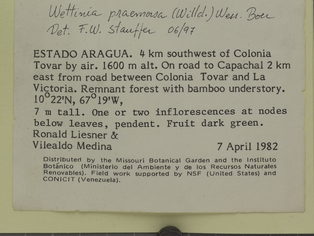 Wettinia praemorsa (Willd.) Wess. Boer
Det. F.W. Stauffer 06/97
ESTADO ARAGUA. 4 km southwest of Colonia
Tovar by air. 1600 m alt. On road to Capachal 2 km
east from road between Colonia Tovar and La
Victoria. Remnant forest with bamboo understory.
10°22'N, 67°19'W,
7 m tall. One or two inflorescences at nodes
below leaves, pendent. Fruit dark green.
Ronald Liesner &
Vilealdo Medina 7 April 1982
Distributed by the Missouri Botanical Garden and the Instituto
Botánico (Ministerio del Ambiente y de los Recursos Naturales
Renovables). Field work supported by NSF (United States) and
CONICIT (Venezuela).